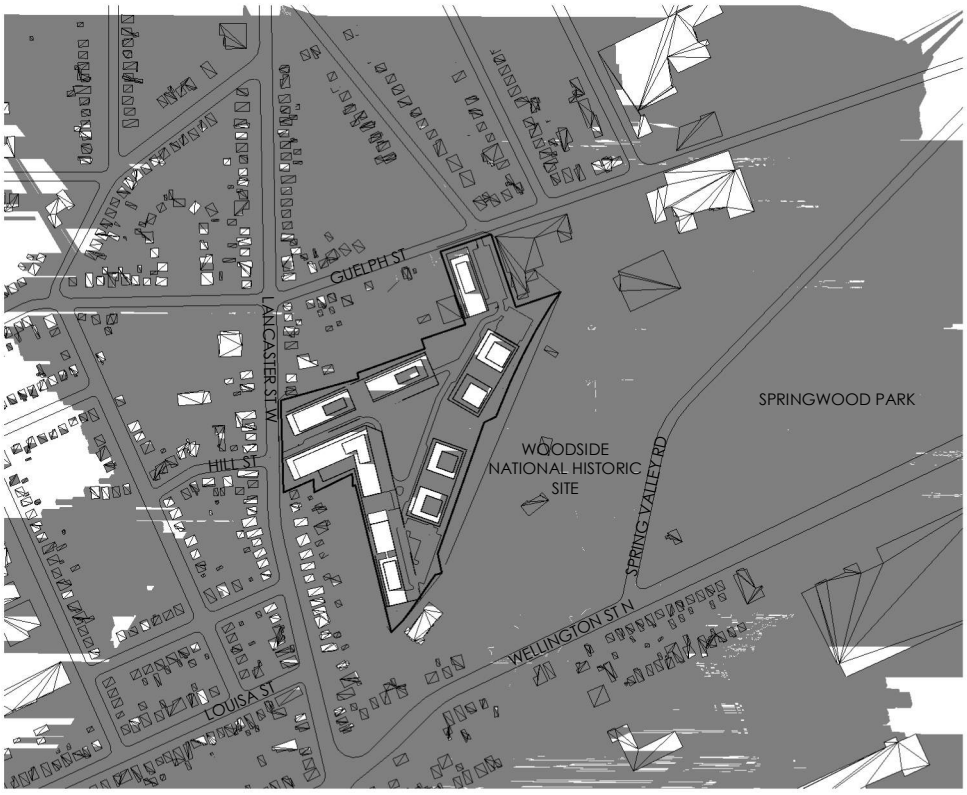 GUELPH ST
LANCASTER ST W
SPRINGWOOD PARK
WOODSIDE
NATIONAL HISTORIC
SITE
HILL ST
SPRING VALLEY RD
WELLINGTON ST N
LOUISA ST